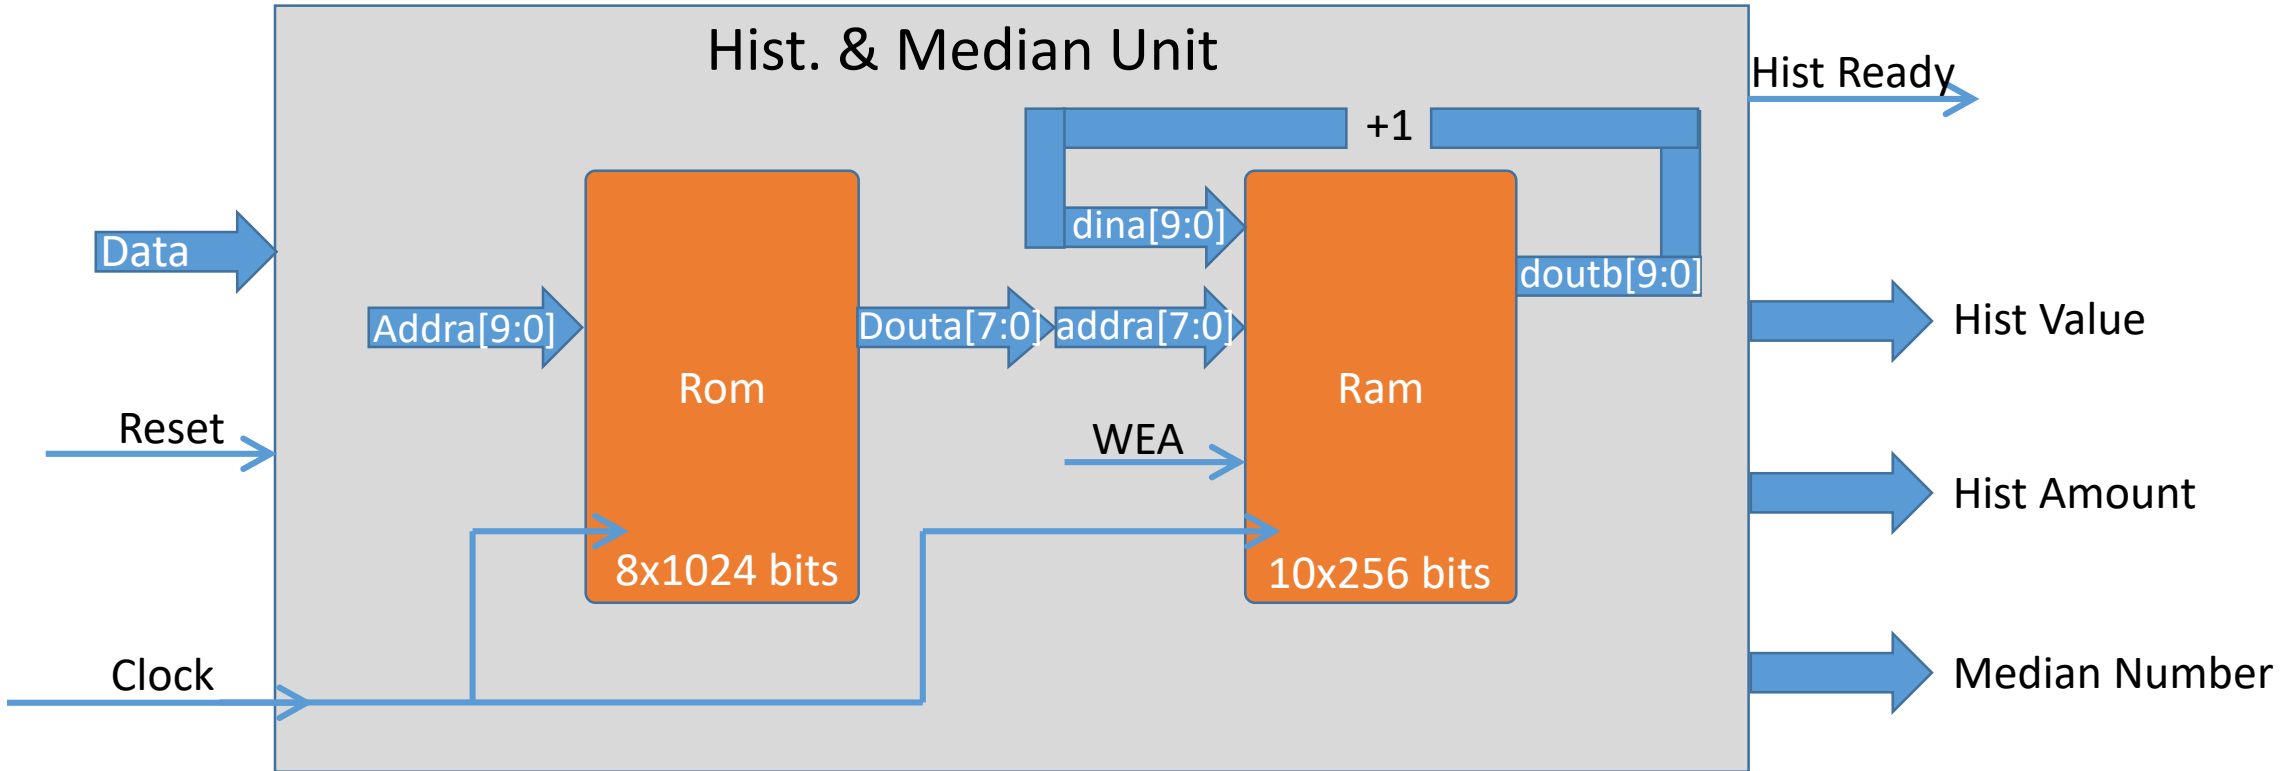 Hist. & Median Unit
Hist Ready
+1
dina[9:0]
Data
doutb[9:0]
Addra[9:0]
Douta[7:0]
addra[7:0]
Hist Value
Rom
Ram
Reset
WEA
Hist Amount
8x1024 bits
10x256 bits
Clock
Median Number